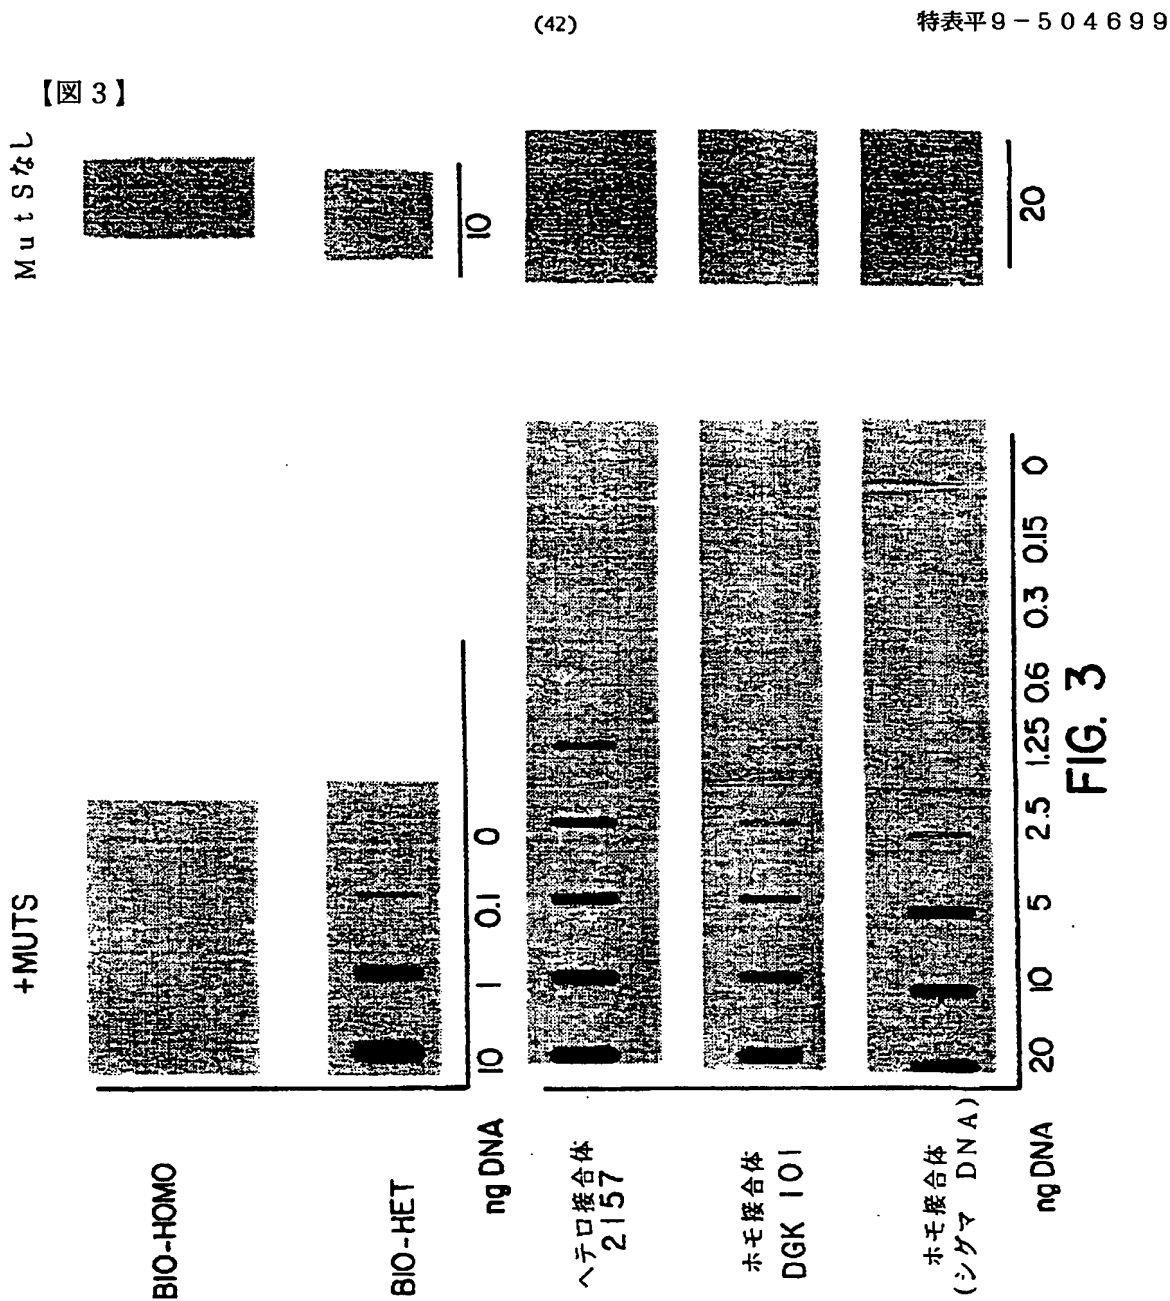 (42)
特表平9-504699
【図3】
+MUTS
MutSなし
BIO-HOMO
BIO-HET
ng DNA
10 1 0.1 0
10
ヘテロ接合体
2157
ホモ接合体
DGK 101
ホモ接合体
(シグマ DNA)
ng DNA
20 10 5 2.5 1.25 0.6 0.3 0.15 0
20
FIG. 3